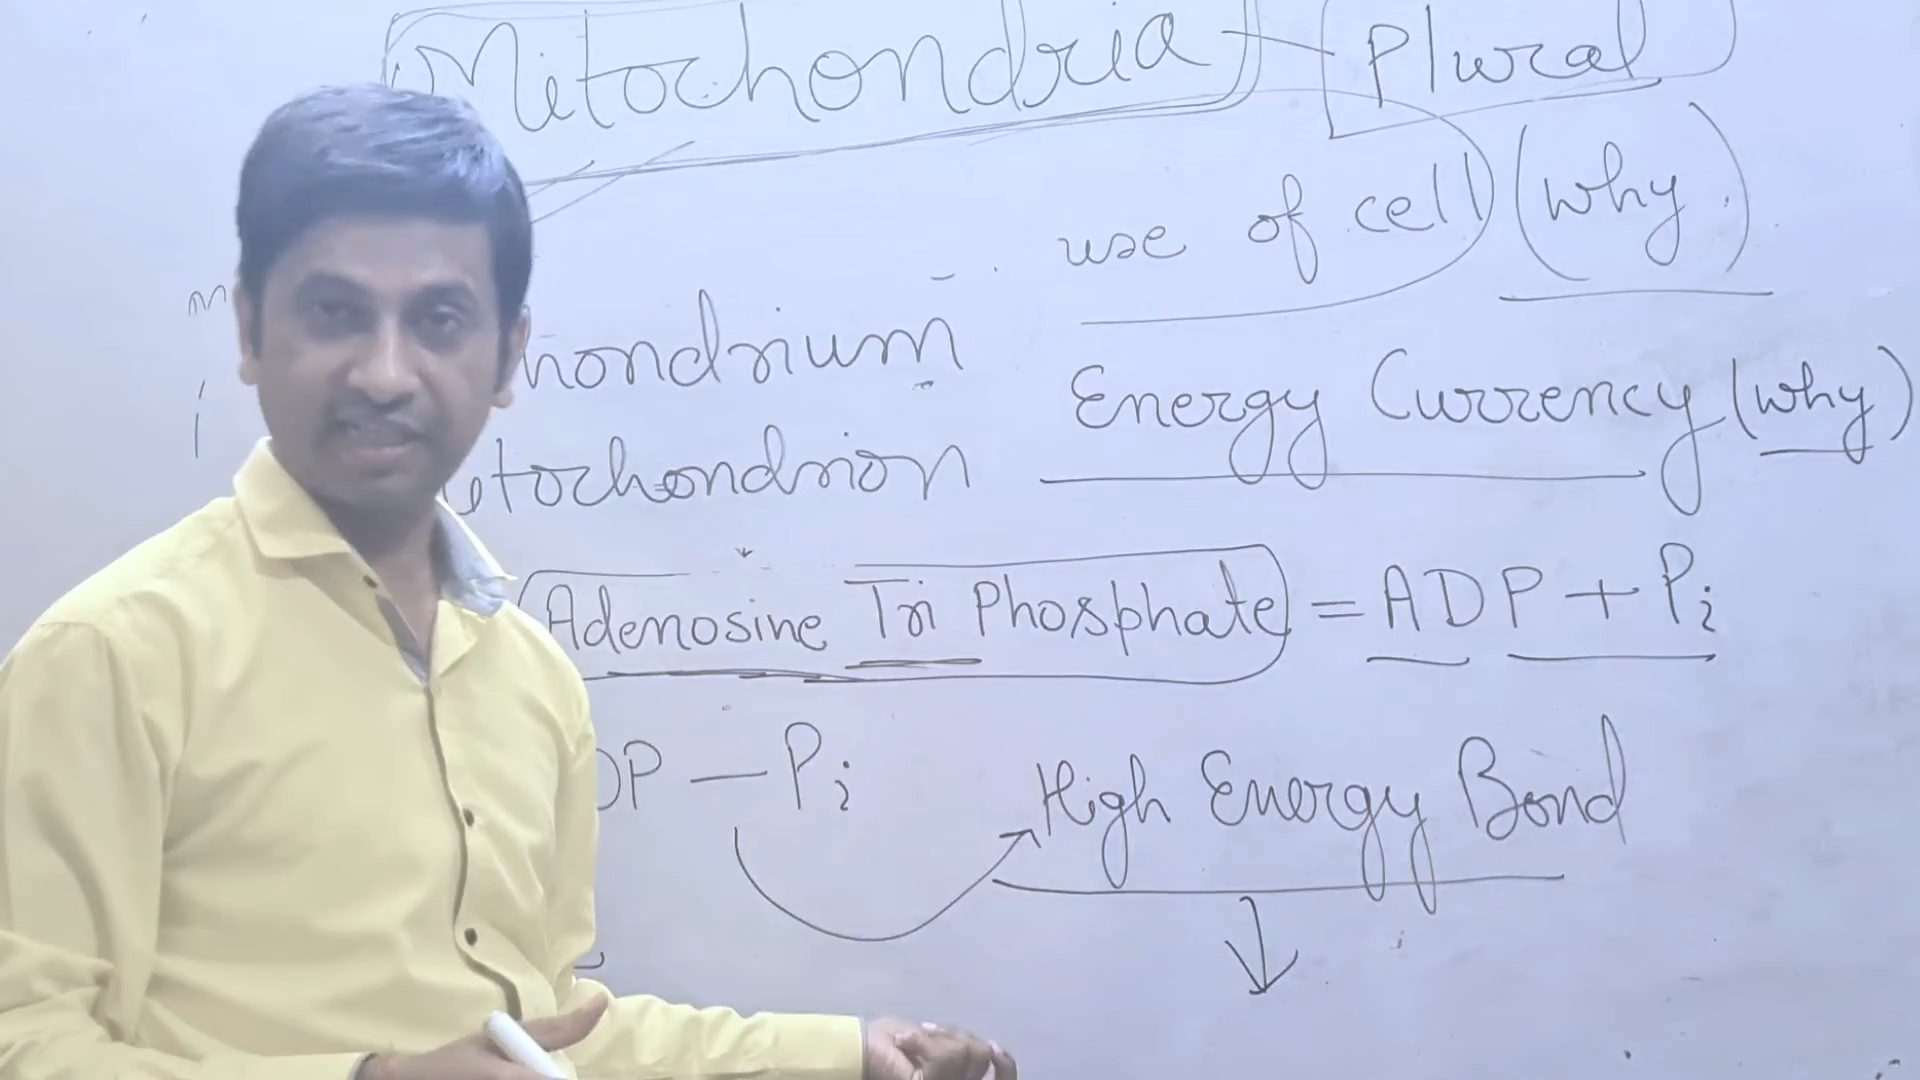 Mitochondria — Plural
use of cell (why)
hondrium
Energy Currency (why)
itochondrion
Adenosine Tri Phosphate = ADP + Pi
DP — Pi High Energy Bond